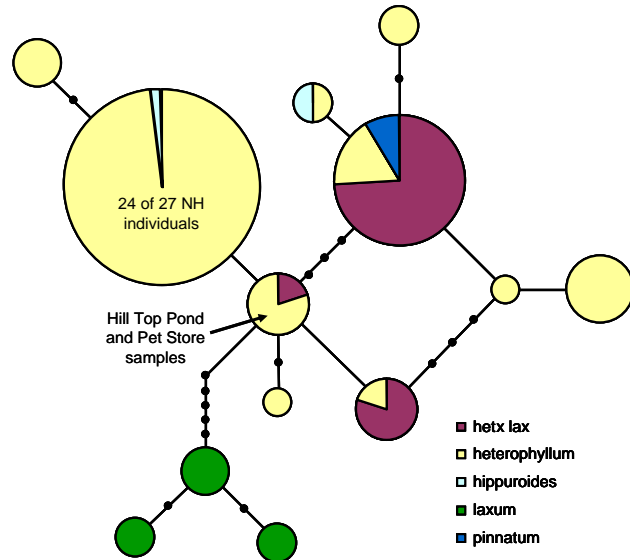 24 of 27 NH
individuals
Hill Top Pond
and Pet Store
samples
hetx lax
heterophyllum
hippuroides
laxum
pinnatum